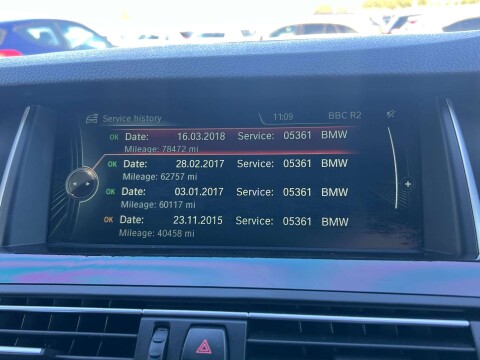 Service history 11:09 BBC R2
OK Date: 16.03.2018 Service: 05361 BMW
Mileage: 78472 mi
OK Date: 28.02.2017 Service: 05361 BMW
Mileage: 62757 mi
OK Date: 03.01.2017 Service: 05361 BMW
Mileage: 60117 mi
OK Date: 23.11.2015 Service: 05361 BMW
Mileage: 40458 mi